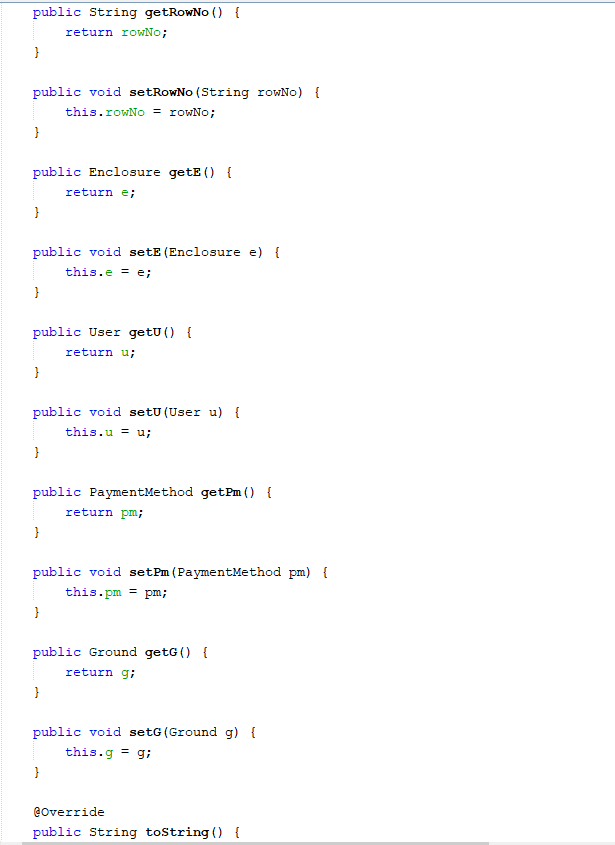 public String getRowNo() {
return rowNo;
}
public void setRowNo(String rowNo) {
this.rowNo = rowNo;
}
public Enclosure getE() {
return e;
}
public void setE(Enclosure e) {
this.e = e;
}
public User getU() {
return u;
}
public void setU(User u) {
this.u = u;
}
public PaymentMethod getPm() {
return pm;
}
public void setPm(PaymentMethod pm) {
this.pm = pm;
}
public Ground getG() {
return g;
}
public void setG(Ground g) {
this.g = g;
}
@Override
public String toString() {